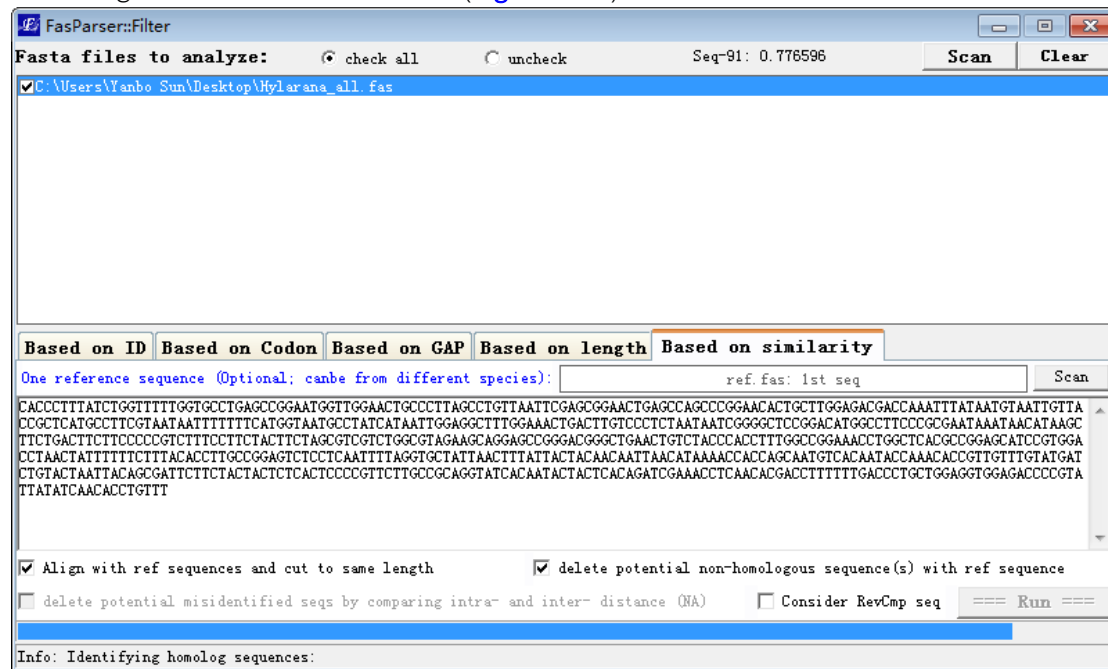 FasParser::Filter
Fasta files to analyze: check all uncheck Seq-91: 0.776596 Scan Clear
C:\Users\Yanbo Sun\Desktop\Hylarana_all.fas
Based on ID Based on Codon Based on GAP Based on length Based on similarity
One reference sequence (Optional; canbe from different species): ref.fas: 1st seq Scan
CACCCTTTATCTGGTTTTTGGTGCCTGAGCCGGAATGGTTGGAACTGCCCTTAGCCTGTTAATTCGAGCGGAACTGAGCCAGCCCGGAACACTGCTTGGAGACGACCAAATTTATAATGTAATTGTTA
CCGCTCATGCCTTCGTAATAATTTTTTTCATGGTAATGCCTATCATAATTGGAGGCTTTGGAAACTGACTTGTCCCTCTAATAATCGGGGCTCCGGACATGGCCTTCCCGCGAATAAATAACATAAGC
TTCTGACTTCTTCCCCCGTCTTTCCTTCTACTTCTAGCGTCGTCTGGCGTAGAAGCAGGAGCCGGGACGGGCTGAACTGTCTACCCACCTTTGGCCGGAAACCTGGCTCACGCCGGAGCATCCGTGGA
CCTAACTATTTTTTCTTTACACCTTGCCGGAGTCTCCTCAATTTTAGGTGCTATTAACTTTATTACTACAACAATTAACATAAAACCACCAGCAATGTCACAATACCAAACACCGTTGTTTGTATGAT
CTGTACTAATTACAGCGATTCTTCTACTACTCTCACTCCCCGTTCTTGCCGCAGGTATCACAATACTACTCACAGATCGAAACCTCAACACGACCTTTTTTGACCCTGCTGGAGGTGGAGACCCCGTA
TTATATCAACACCTGTTT
Align with ref sequences and cut to same length delete potential non-homologous sequence(s) with ref sequence
delete potential misidentified seqs by comparing intra- and inter- distance (NA) Consider RevCmp seq === Run ===
Info: Identifying homolog sequences: